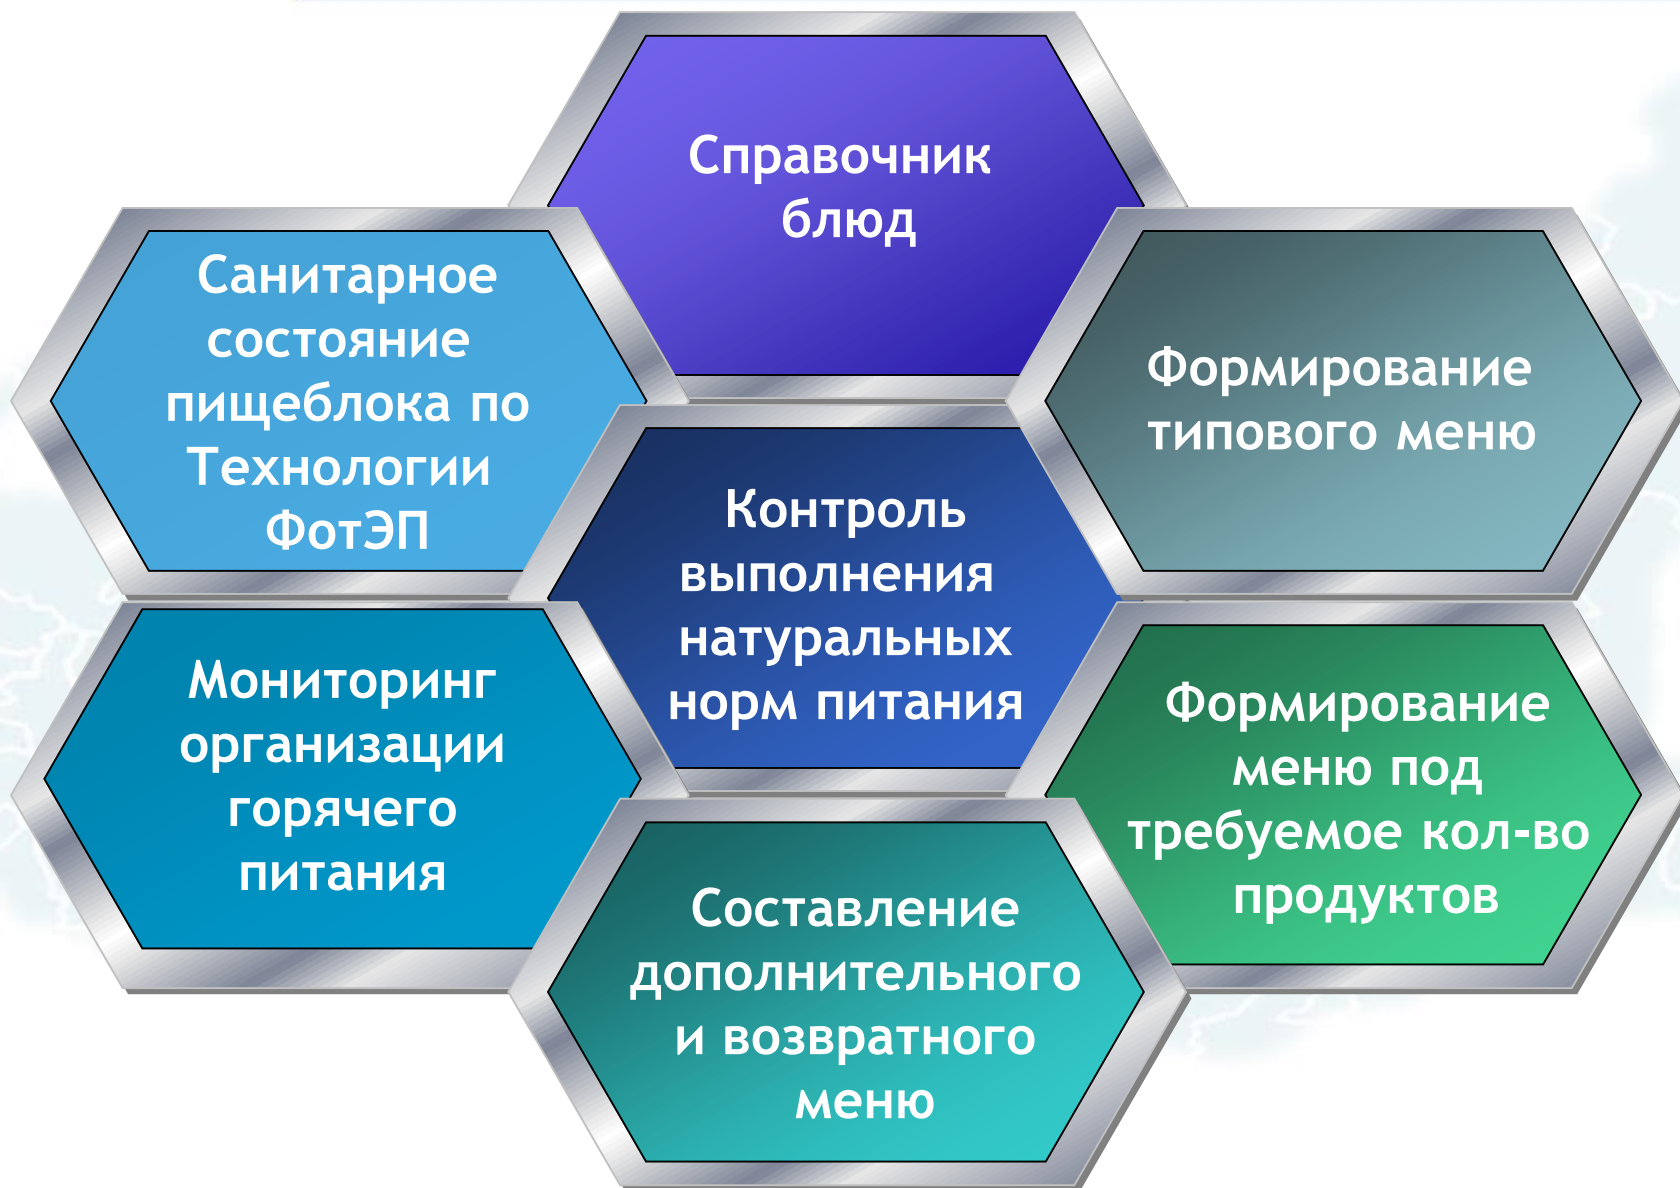 Справочник
блюд
Санитарное
состояние
пищеблока по
Технологии
ФотЭП
Формирование
типового меню
Контроль
выполнения
натуральных
норм питания
Мониторинг
организации
горячего
питания
Формирование
меню под
требуемое кол-во
продуктов
Составление
дополнительного
и возвратного
меню